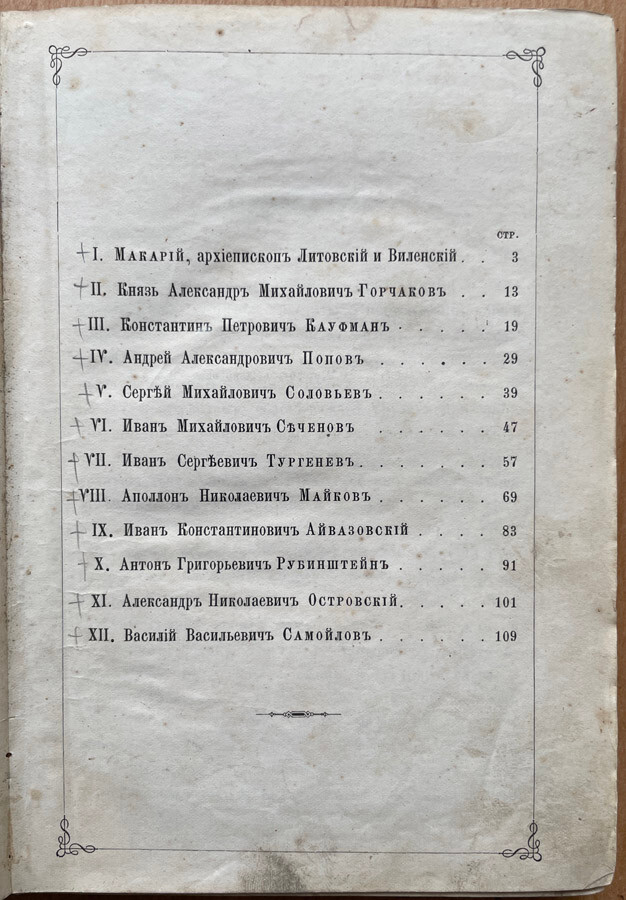 СТР.
I. МАКАРІЙ, архіепископъ Литовскій и Виленскій . . 3
II. Князь Александръ Михайловичъ ГОРЧАКОВЪ . . 13
III. Константинъ Петровичъ КАУФМАНЪ . . . . . 19
IV. Андрей Александровичъ ПОПОВЪ . . . . . . 29
V. Сергѣй Михайловичъ СОЛОВЬЕВЪ . . . . . . 39
VI. Иванъ Михайловичъ СѢЧЕНОВЪ . . . . . . 47
VII. Иванъ Сергѣевичъ ТУРГЕНЕВЪ . . . . . . . 57
VIII. Аполлонъ Николаевичъ МАЙКОВЪ . . . . . . 69
IX. Иванъ Константиновичъ АЙВАЗОВСКІЙ . . . . 83
X. Антонъ Григорьевичъ РУБИНШТЕЙНЪ . . . . . 91
XI. Александръ Николаевичъ ОСТРОВСКІЙ . . . . . 101
XII. Василій Васильевичъ САМОЙЛОВЪ . . . . . . 109